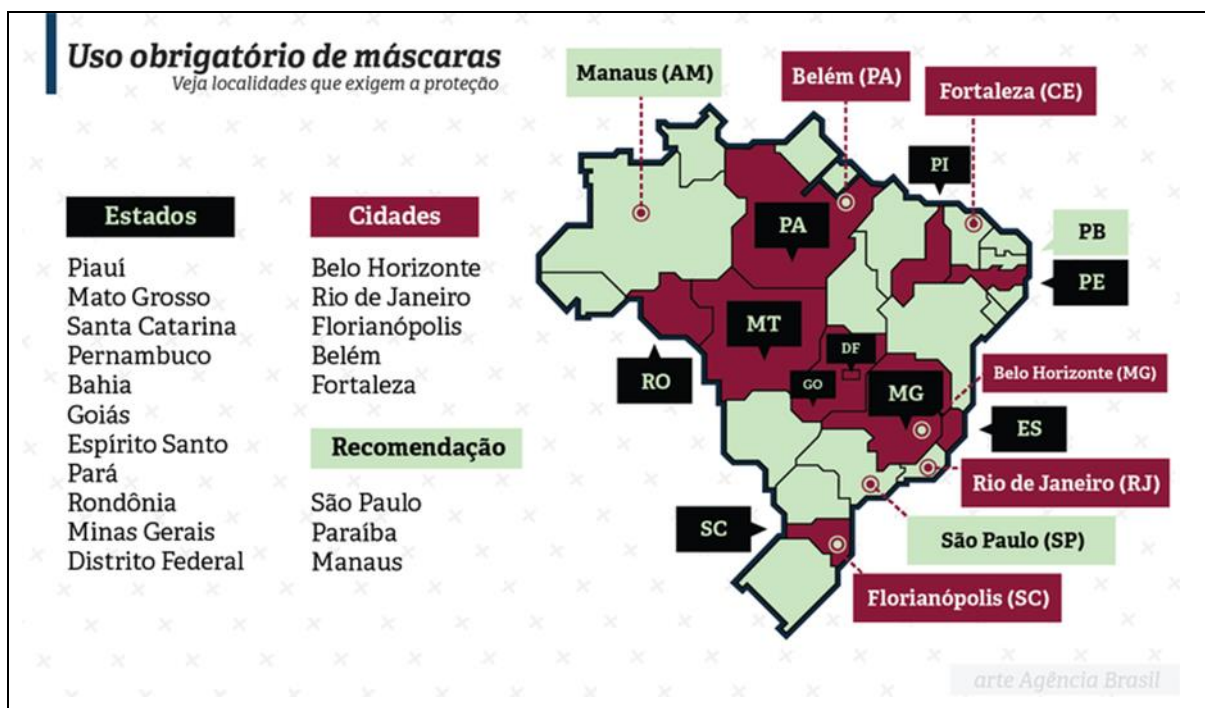 Uso obrigatório de máscaras
Veja localidades que exigem a proteção
Estados
Piauí
Mato Grosso
Santa Catarina
Pernambuco
Bahia
Goiás
Espírito Santo
Pará
Rondônia
Minas Gerais
Distrito Federal
Cidades
Belo Horizonte
Rio de Janeiro
Florianópolis
Belém
Fortaleza
Recomendação
São Paulo
Paraíba
Manaus
Manaus (AM)
Belém (PA)
Fortaleza (CE)
PI
PA
PB
PE
MT
DF
RO
GO
MG
Belo Horizonte (MG)
ES
Rio de Janeiro (RJ)
SC
São Paulo (SP)
Florianópolis (SC)
arte Agência Brasil